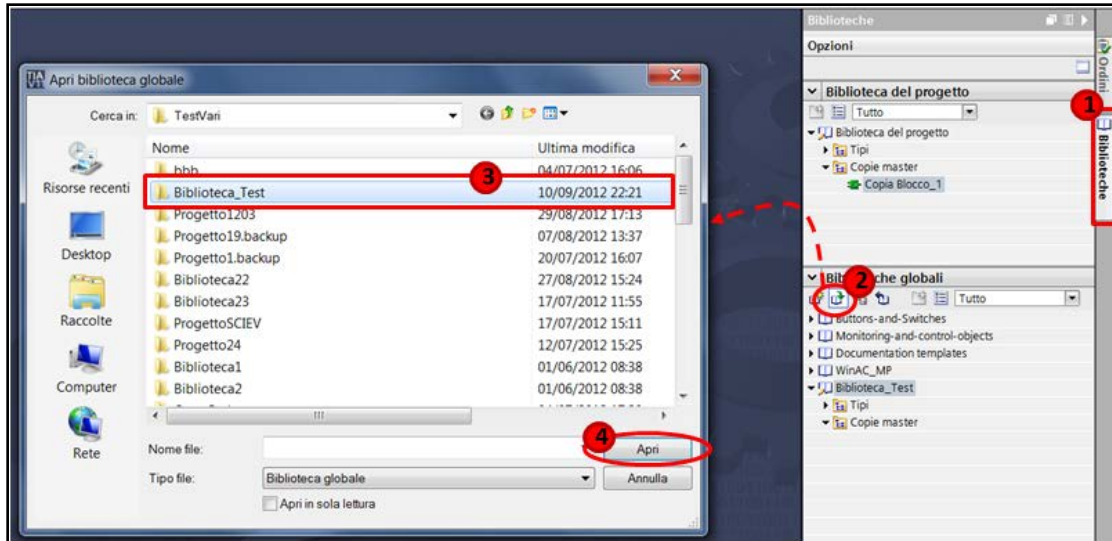 Apri biblioteca globale
Cerca in: TestVari
Nome Ultima modifica
bbb 04/07/2012 16:06
3
Biblioteca_Test 10/09/2012 22:21
Progetto1203 29/08/2012 17:13
Progetto19.backup 07/08/2012 13:37
Progetto1.backup 20/07/2012 16:07
Biblioteca22 27/08/2012 15:24
Biblioteca23 17/07/2012 11:55
ProgettoSCIEV 17/07/2012 15:11
Progetto24 12/07/2012 15:25
Biblioteca1 01/06/2012 08:38
Biblioteca2 01/06/2012 08:38
Risorse recenti
Desktop
Raccolte
Computer
Rete
Nome file:
4
Apri
Tipo file: Biblioteca globale Annulla
Apri in sola lettura
Biblioteche
Opzioni
Biblioteca del progetto
Tutto
Biblioteca del progetto
Tipi
Copie master
Copia Blocco_1
2
globali
Tutto
Buttons-and-Switches
Monitoring-and-control-objects
Documentation templates
WinAC_MP
Biblioteca_Test
Tipi
Copie master
Ordini
1
Biblioteche